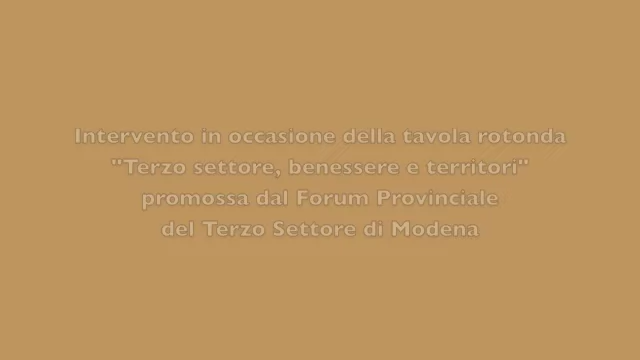 Intervento in occasione della tavola rotonda
"Terzo settore, benessere e territori"
promossa dal Forum Provinciale
del Terzo Settore di Modena